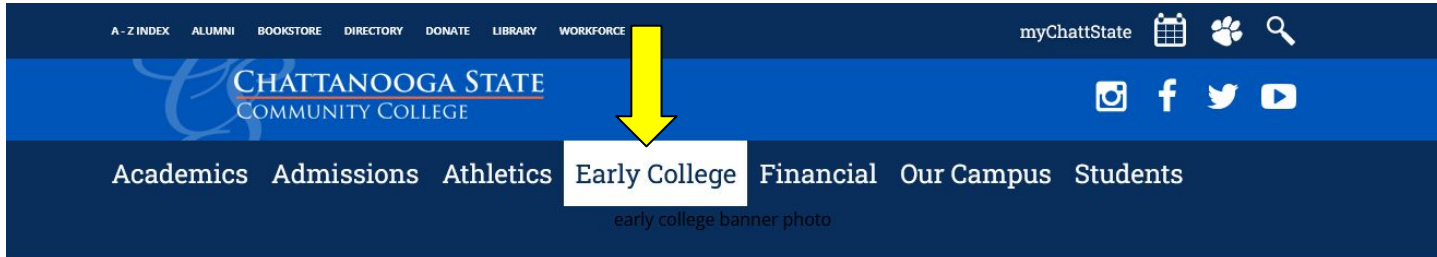 A - Z INDEX ALUMNI BOOKSTORE DIRECTORY DONATE LIBRARY WORKFORCE myChattState
CHATTANOOGA STATE
COMMUNITY COLLEGE
Academics Admissions Athletics Early College Financial Our Campus Students
early college banner photo